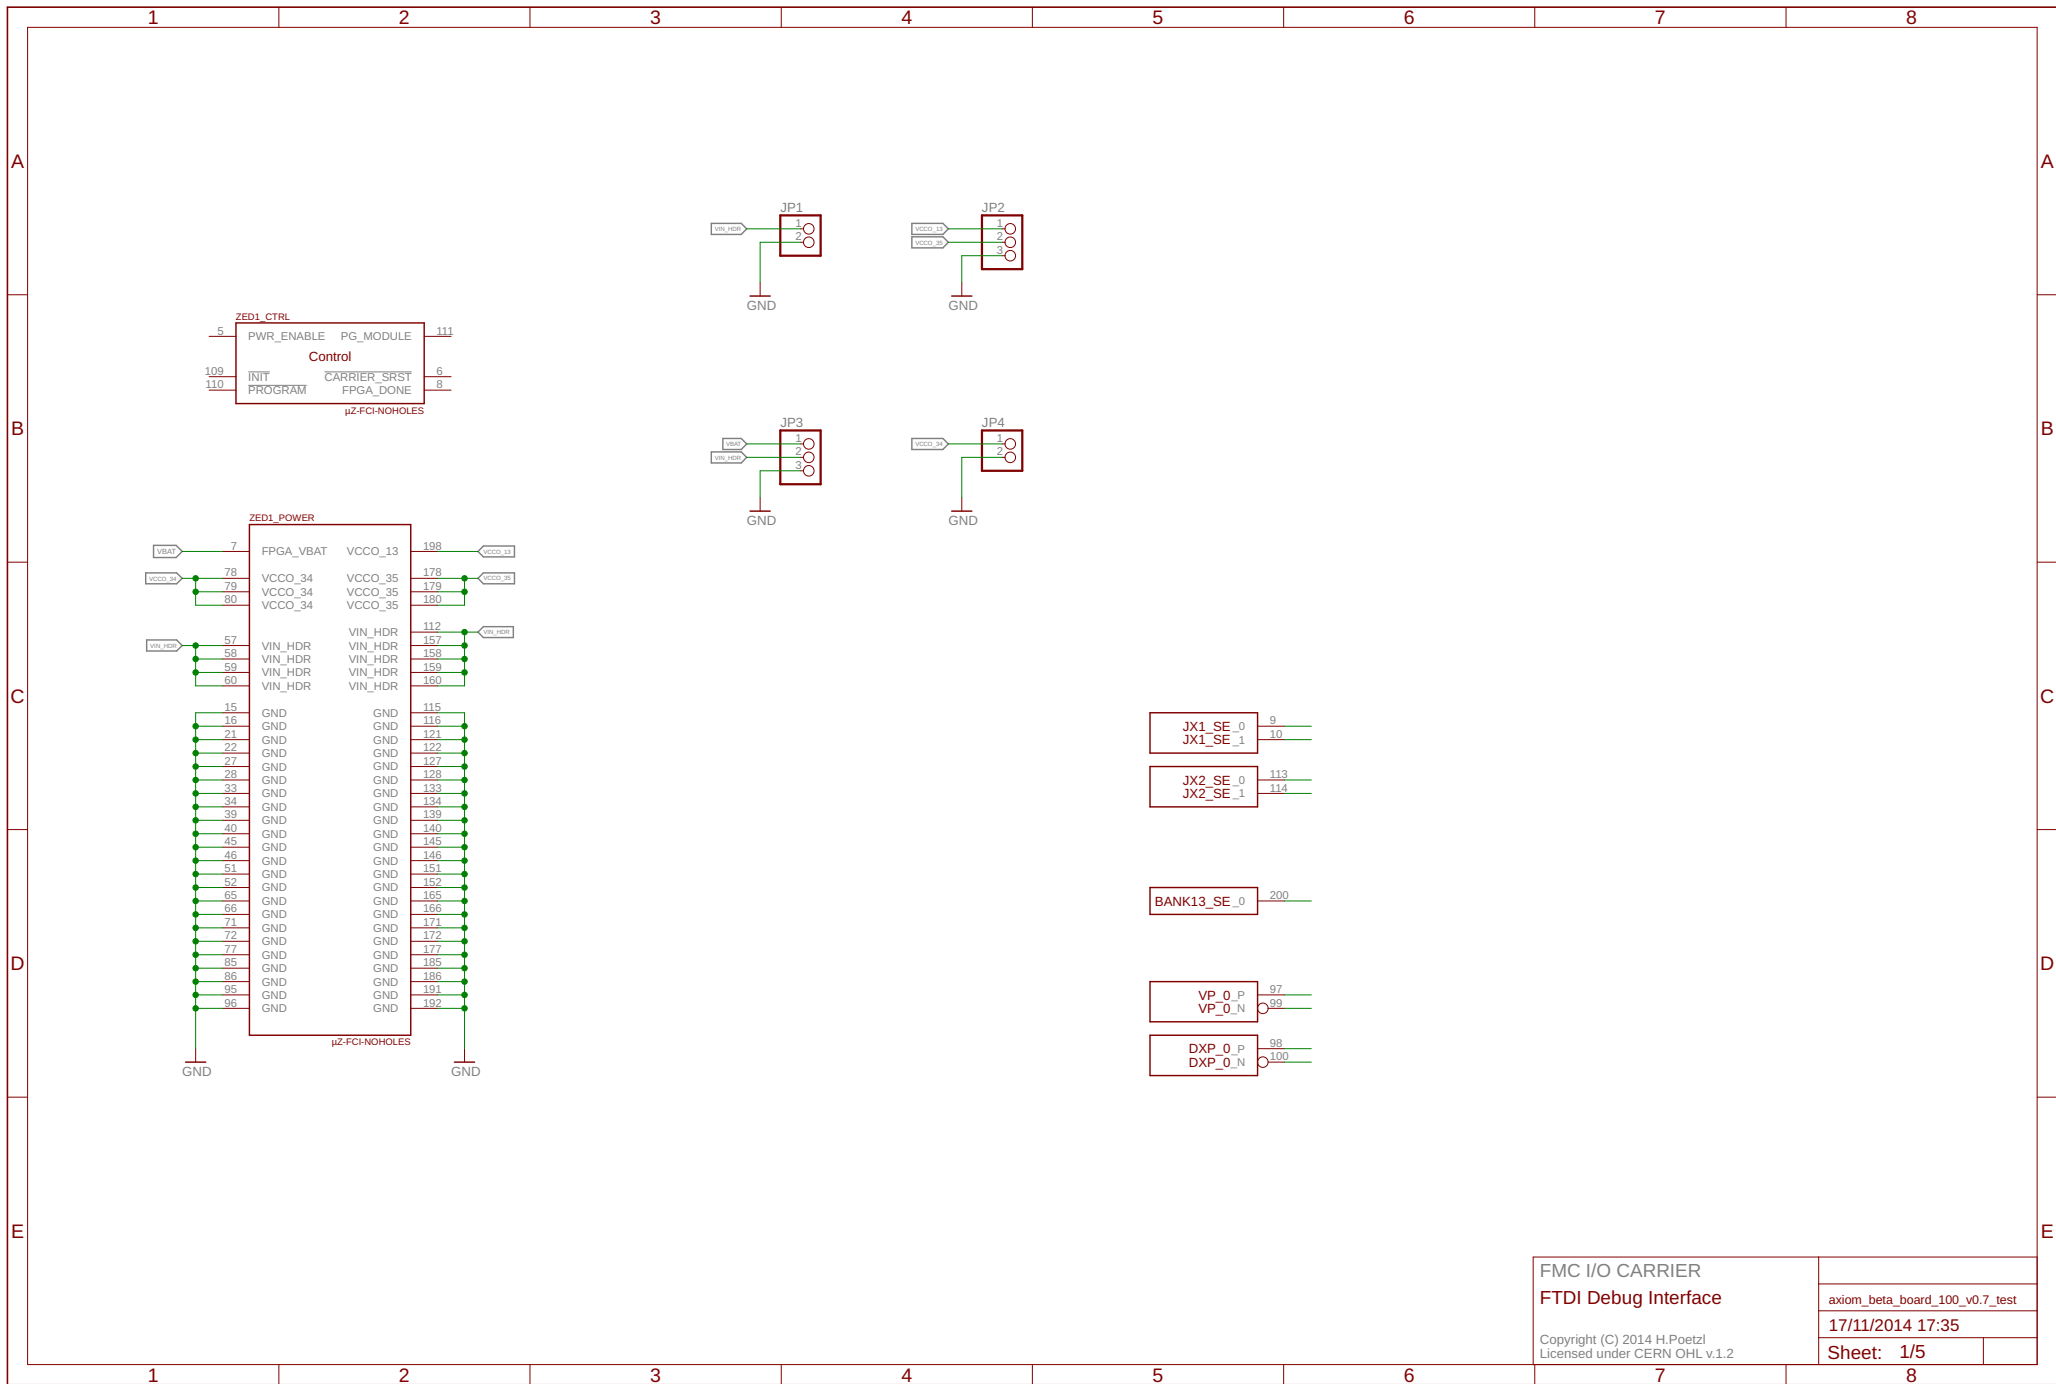 1 2 3 4 5 6 7 8
A A
JP1 JP2
VIN_HDR 1 VCCO_13 1
2 VCCO_35 2
3
GND GND
ZED1_CTRL
5 PWR_ENABLE PG_MODULE 111
Control
109 INIT CARRIER_SRST 6
110 PROGRAM FPGA_DONE 8
µZ-FCI-NOHOLES
B B
JP3 JP4
VBAT 1 VCCO_34 1
VIN_HDR 2 2
3
GND GND
ZED1_POWER
VBAT 7 FPGA_VBAT VCCO_13 198 VCCO_13
VCCO_34 78 VCCO_34 VCCO_35 178 VCCO_35
79 VCCO_34 VCCO_35 179
80 VCCO_34 VCCO_35 180
VIN_HDR 112 VIN_HDR
VIN_HDR 57 VIN_HDR VIN_HDR 157
58 VIN_HDR VIN_HDR 158
59 VIN_HDR VIN_HDR 159
60 VIN_HDR VIN_HDR 160
C C
15 GND GND 115
16 GND GND 116
21 GND GND 121
22 GND GND 122
27 GND GND 127
28 GND GND 128
33 GND GND 133
34 GND GND 134
39 GND GND 139
40 GND GND 140
45 GND GND 145
46 GND GND 146
51 GND GND 151
52 GND GND 152
65 GND GND 165
66 GND GND 166
71 GND GND 171
72 GND GND 172
77 GND GND 177
85 GND GND 185
86 GND GND 186
95 GND GND 191
96 GND GND 192
µZ-FCI-NOHOLES
GND GND
JX1_SE_0 9
JX1_SE_1 10
JX2_SE_0 113
JX2_SE_1 114
BANK13_SE_0 200
D D
VP_0_P 97
VP_0_N 99
DXP_0_P 98
DXP_0_N 100
E E
FMC I/O CARRIER
FTDI Debug Interface
Copyright (C) 2014 H.Poetzl
Licensed under CERN OHL v.1.2
axiom_beta_board_100_v0.7_test
17/11/2014 17:35
Sheet: 1/5
1 2 3 4 5 6 7 8